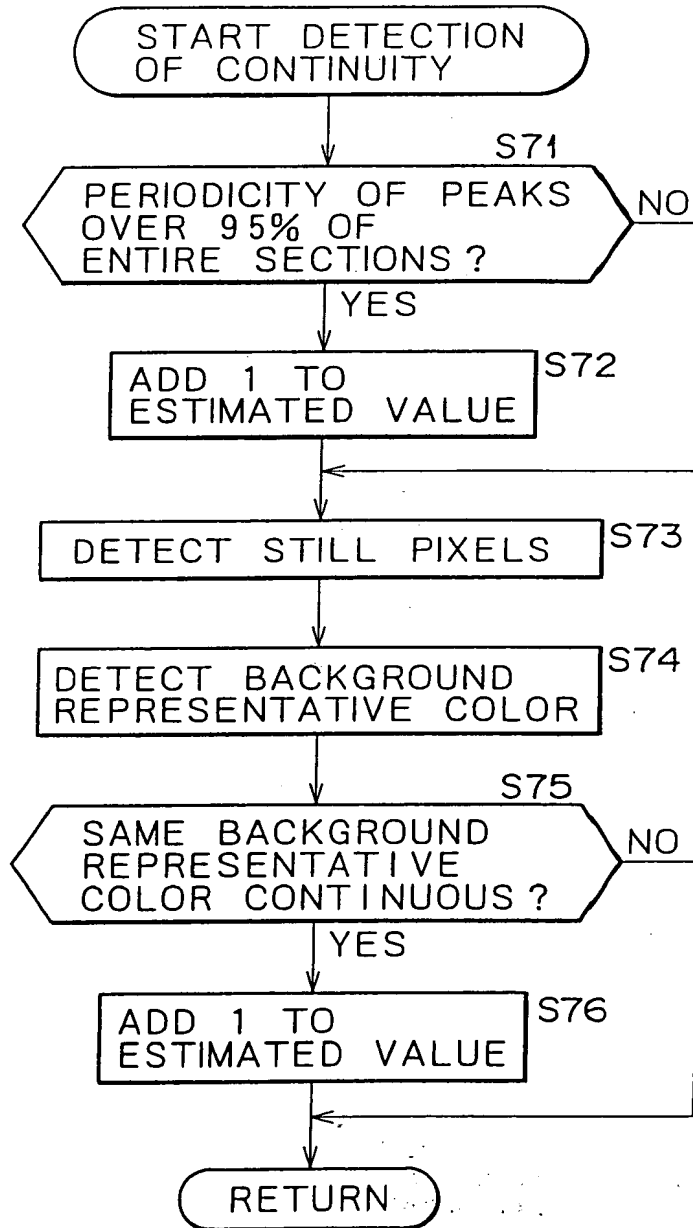 START DETECTION
OF CONTINUITY
S71
PERIODICITY OF PEAKS
OVER 95% OF
ENTIRE SECTIONS?
NO
YES
S72
ADD 1 TO
ESTIMATED VALUE
DETECT STILL PIXELS
S73
S74
DETECT BACKGROUND
REPRESENTATIVE COLOR
S75
SAME BACKGROUND
REPRESENTATIVE
COLOR CONTINUOUS?
NO
YES
S76
ADD 1 TO
ESTIMATED VALUE
RETURN